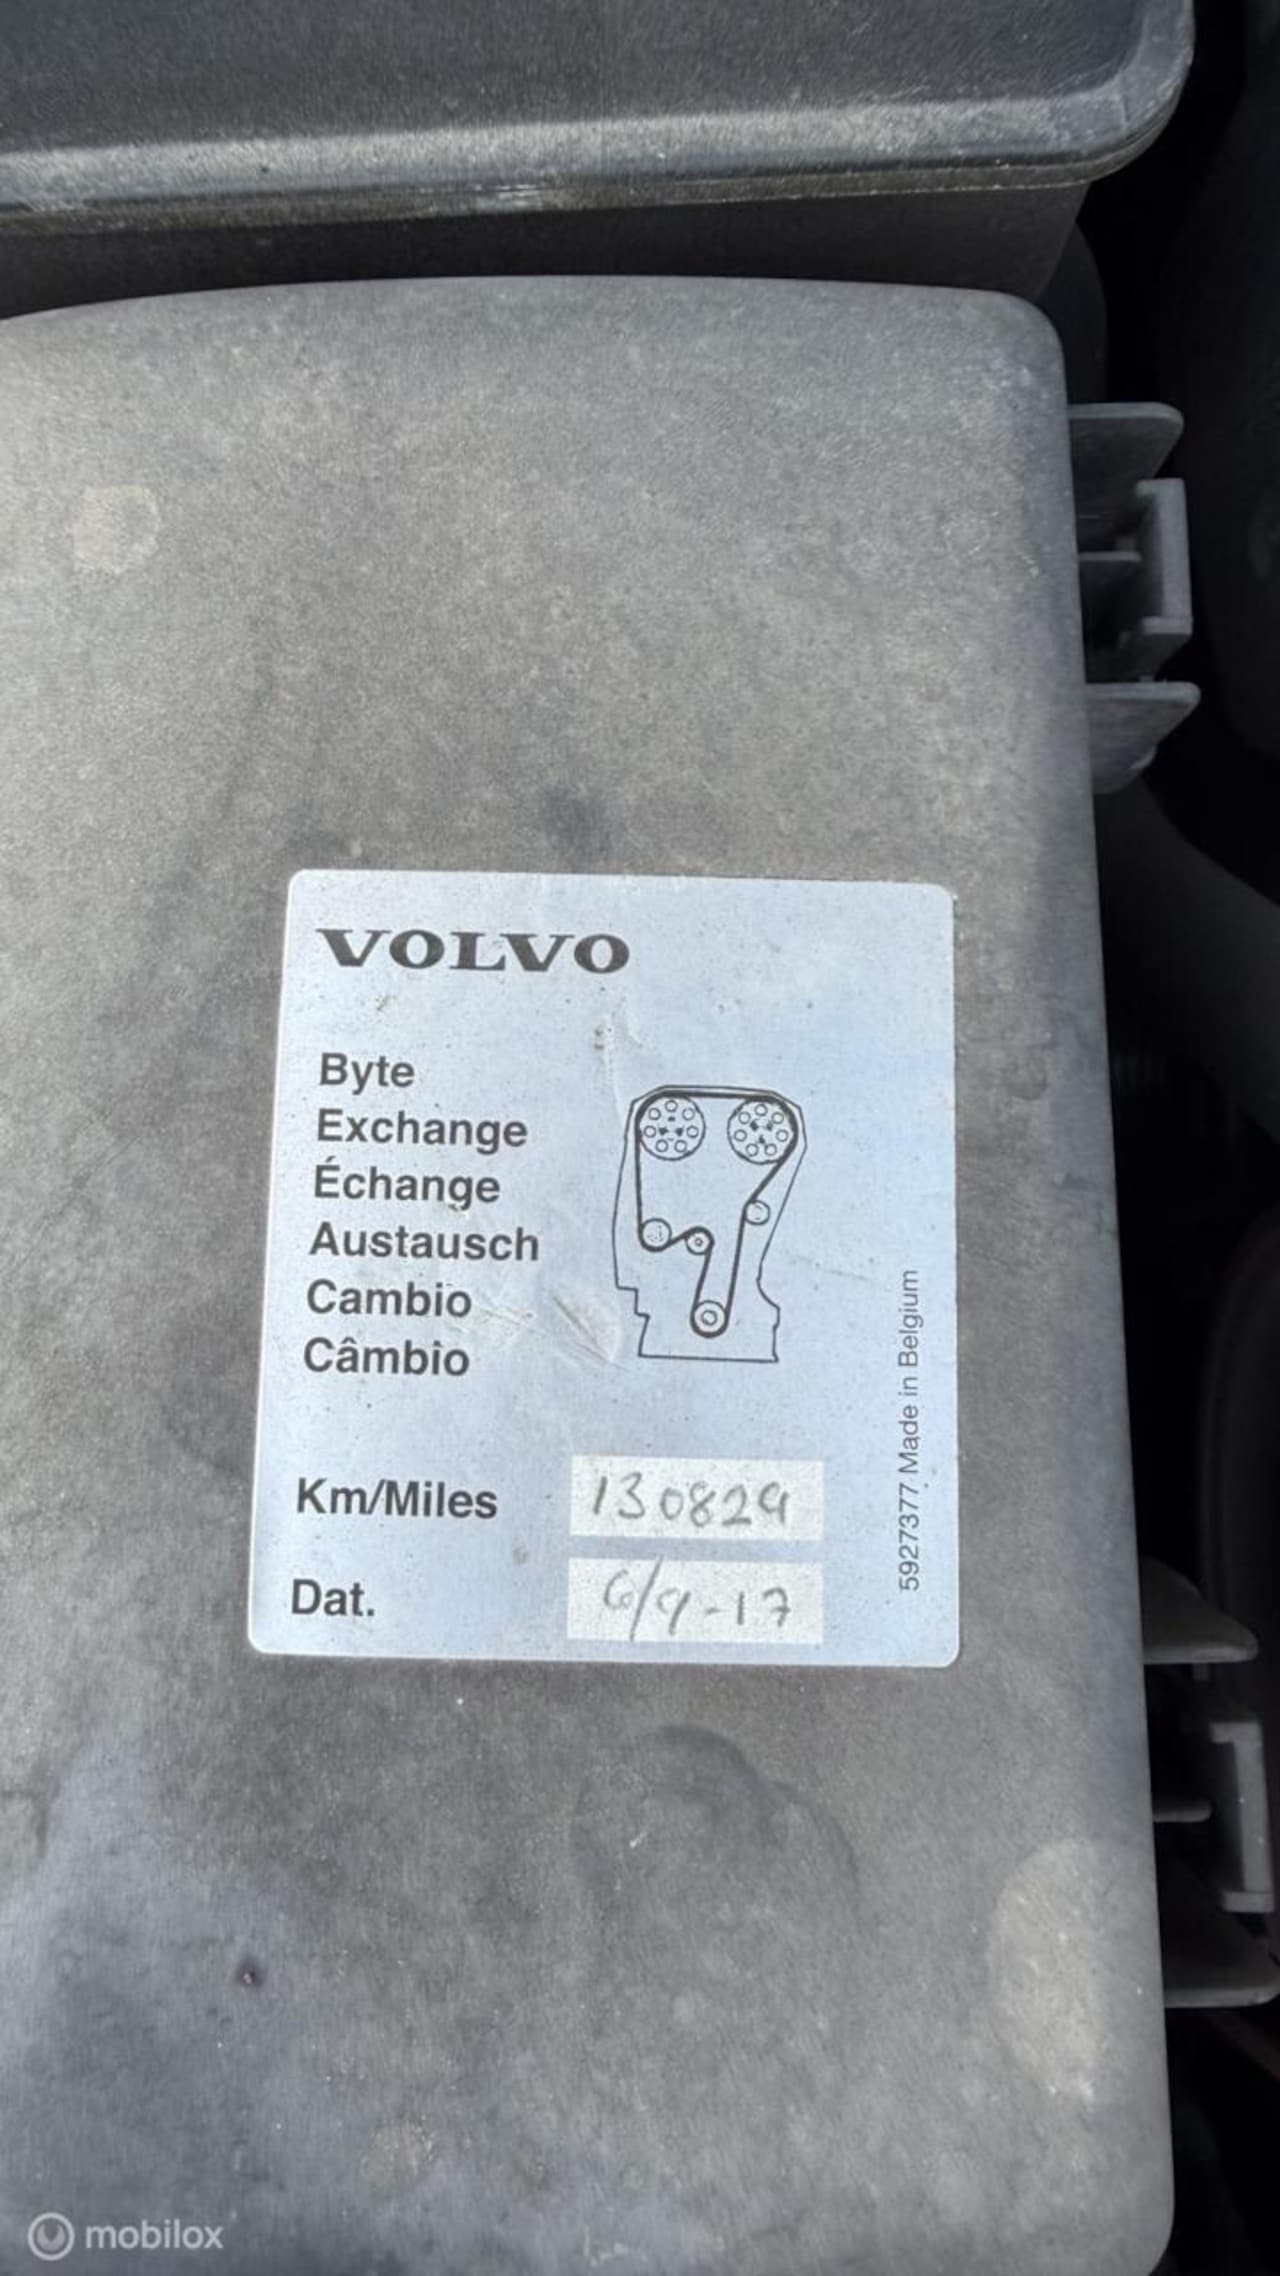 VOLVO
Byte
Exchange
Échange
Austausch
Cambio
Câmbio
Km/Miles 130829
Dat. 6/9-17
5927377 Made in Belgium
mobilox